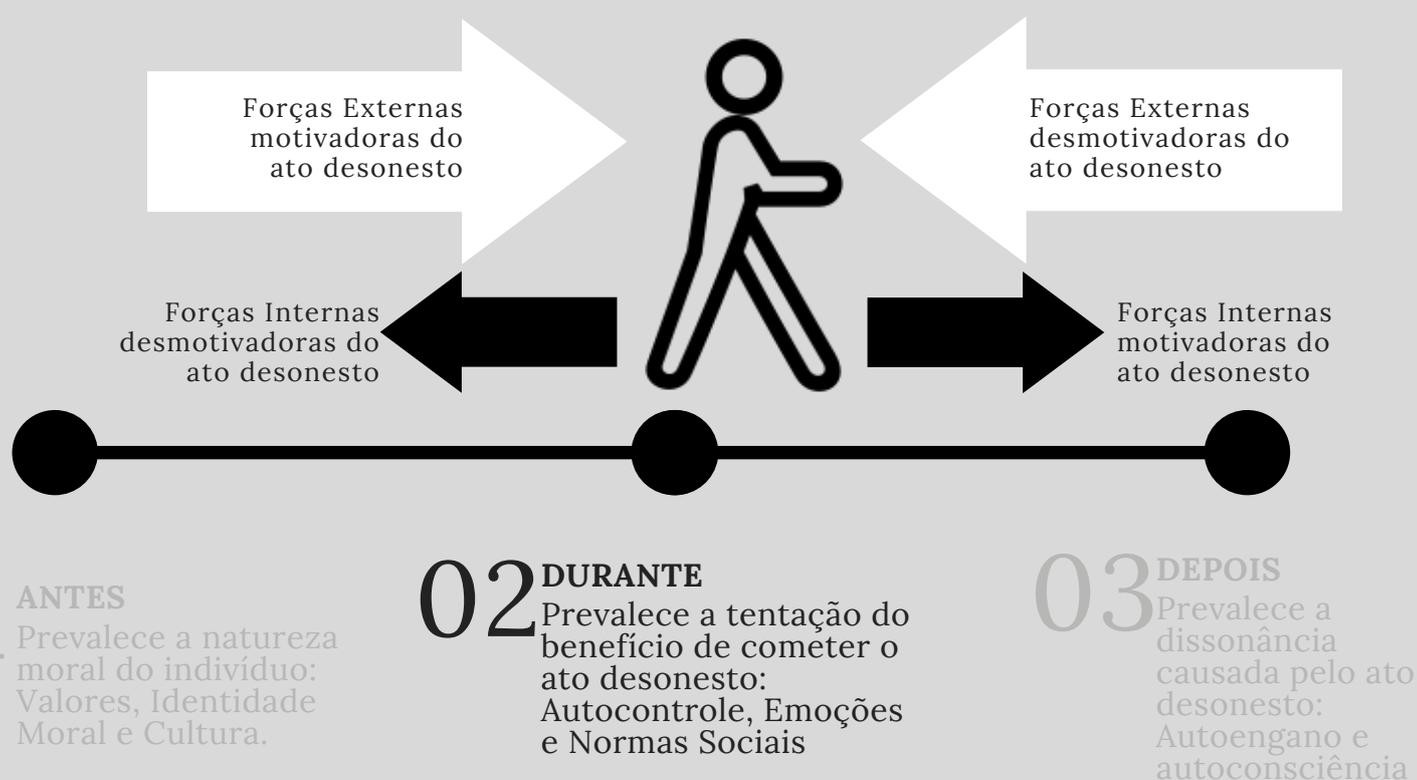 Forças Externas
motivadoras do
ato desonesto
Forças Externas
desmotivadoras do
ato desonesto
Forças Internas
desmotivadoras do
ato desonesto
Forças Internas
motivadoras do
ato desonesto
ANTES
Prevalece a natureza
moral do indivíduo:
Valores, Identidade
Moral e Cultura.
02
DURANTE
Prevalece a tentação do
benefício de cometer o
ato desonesto:
Autocontrole, Emoções
e Normas Sociais
03
DEPOIS
Prevalece a
dissonância
causada pelo ato
desonesto:
Autoengano e
autoconsciência